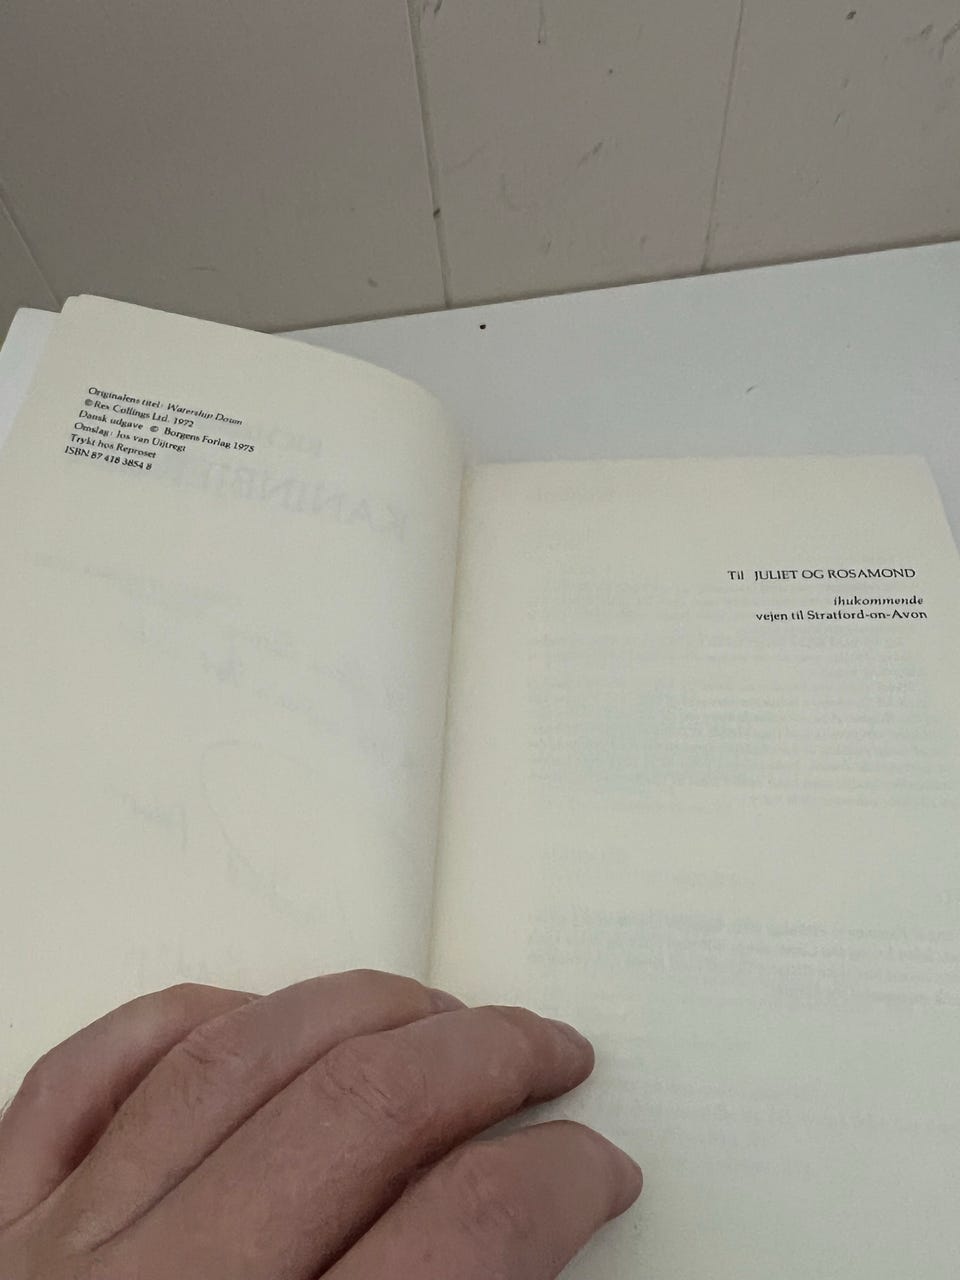 Originalens titel: Watership Down
© Rex Collings Ltd. 1972
Dansk udgave © Borgens Forlag 1975
Omslag: Jos van Uijtregt
Trykt hos Reproset
ISBN 87 418 3854 8
Til JULIET OG ROSAMOND
ihukommende
vejen til Stratford-on-Avon